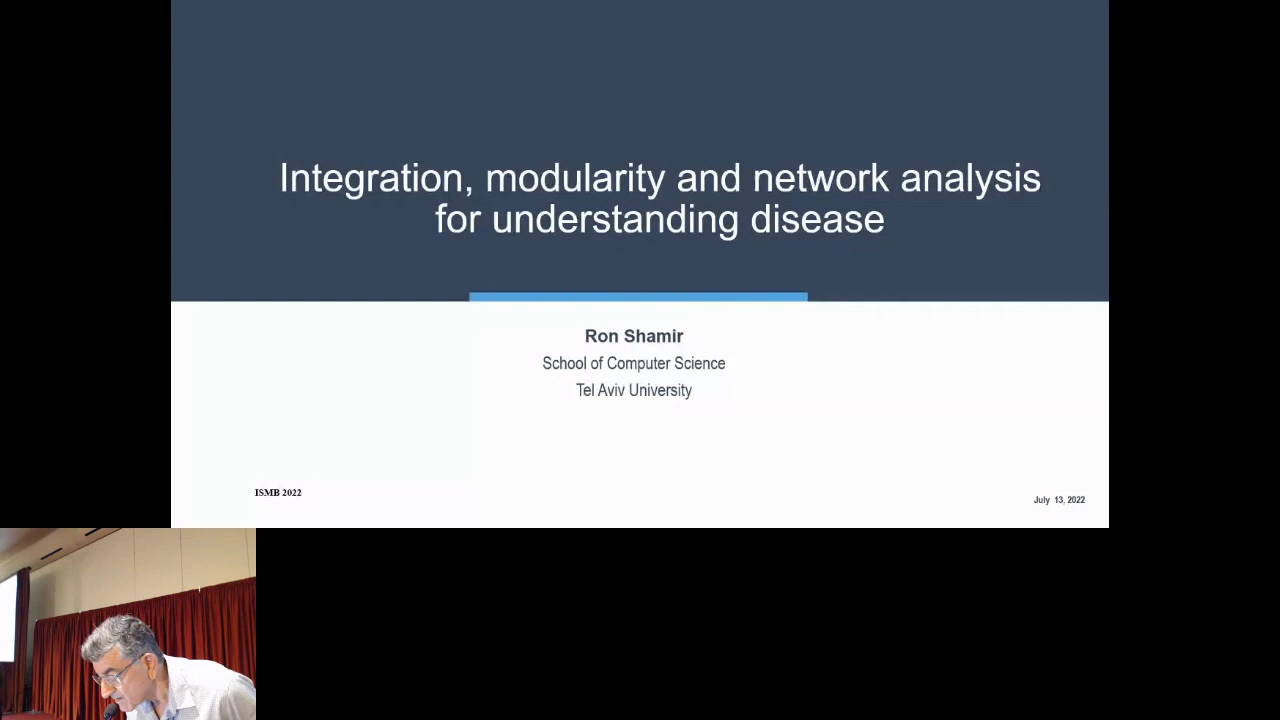 Integration, modularity and network analysis
for understanding disease
Ron Shamir
School of Computer Science
Tel Aviv University
ISMB 2022
July 13, 2022